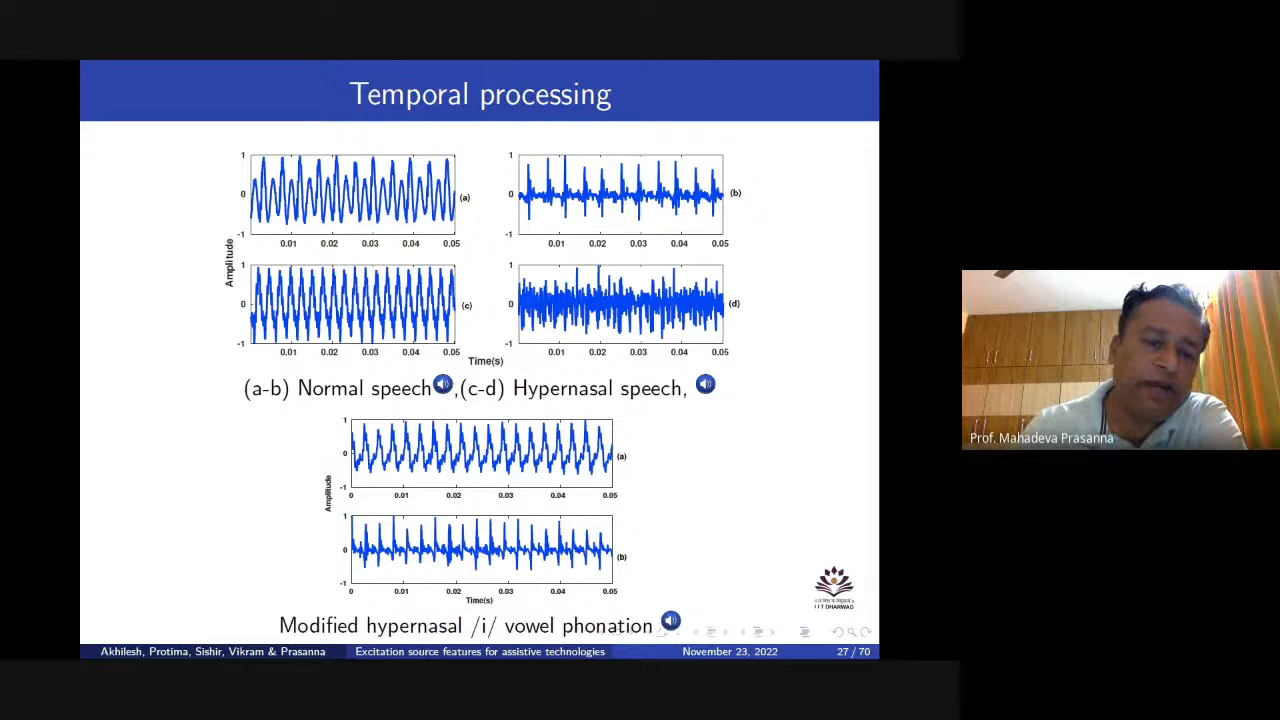 Temporal processing
1
0
-1
0.01 0.02 0.03 0.04 0.05
(a)
1
0
-1
0.01 0.02 0.03 0.04 0.05
(b)
Amplitude
1
0
-1
0.01 0.02 0.03 0.04 0.05
(c)
1
0
-1
0.01 0.02 0.03 0.04 0.05
(d)
Time(s)
(a-b) Normal speech ,(c-d) Hypernasal speech,
1
0
-1
0 0.01 0.02 0.03 0.04 0.05
(a)
Amplitude
1
0
-1
0 0.01 0.02 0.03 0.04 0.05
(b)
Time(s)
Modified hypernasal /i/ vowel phonation
IIT DHARWAD
Akhilesh, Protima, Sishir, Vikram & Prasanna Excitation source features for assistive technologies November 23, 2022 27 / 70
Prof. Mahadeva Prasanna